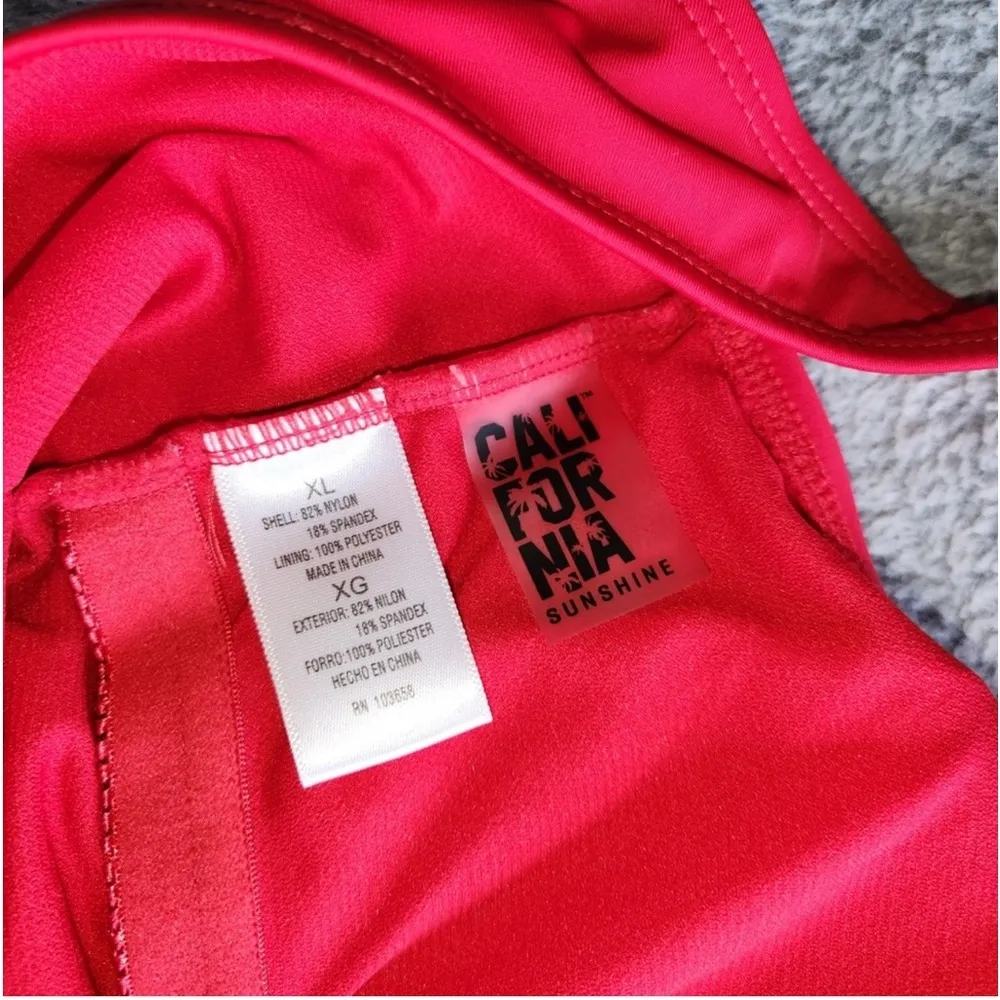 XL
SHELL: 82% NYLON
18% SPANDEX
LINING: 100% POLYESTER
MADE IN CHINA
XG
EXTERIOR: 82% NILON
18% SPANDEX
FORRO:100% POLIESTER
HECHO EN CHINA
RN 103658
CALI™
FOR
NIA
SUNSHINE